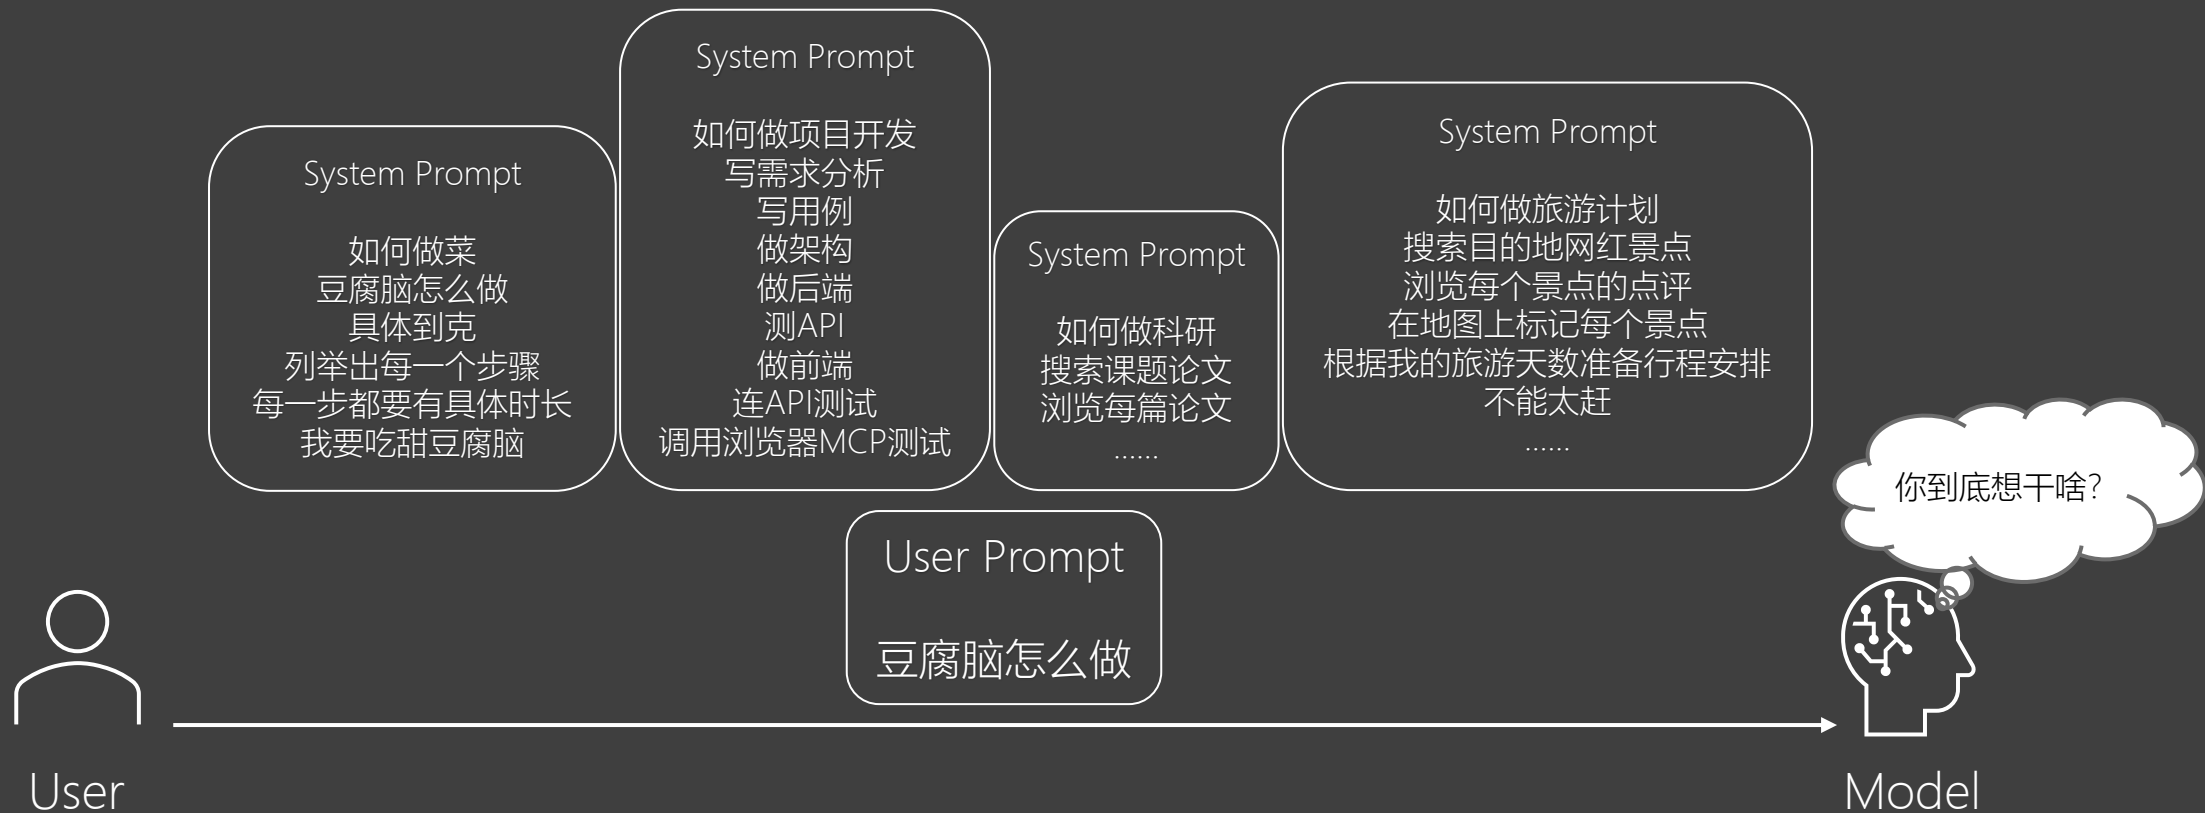 System Prompt
如何做菜
豆腐脑怎么做
具体到克
列举出每一个步骤
每一步都要有具体时长
我要吃甜豆腐脑
System Prompt
如何做项目开发
写需求分析
写用例
做架构
做后端
测API
做前端
连API测试
调用浏览器MCP测试
System Prompt
如何做科研
搜索课题论文
浏览每篇论文
......
System Prompt
如何做旅游计划
搜索目的地网红景点
浏览每个景点的点评
在地图上标记每个景点
根据我的旅游天数准备行程安排
不能太赶
......
你到底想干啥？
User Prompt
豆腐脑怎么做
User
Model